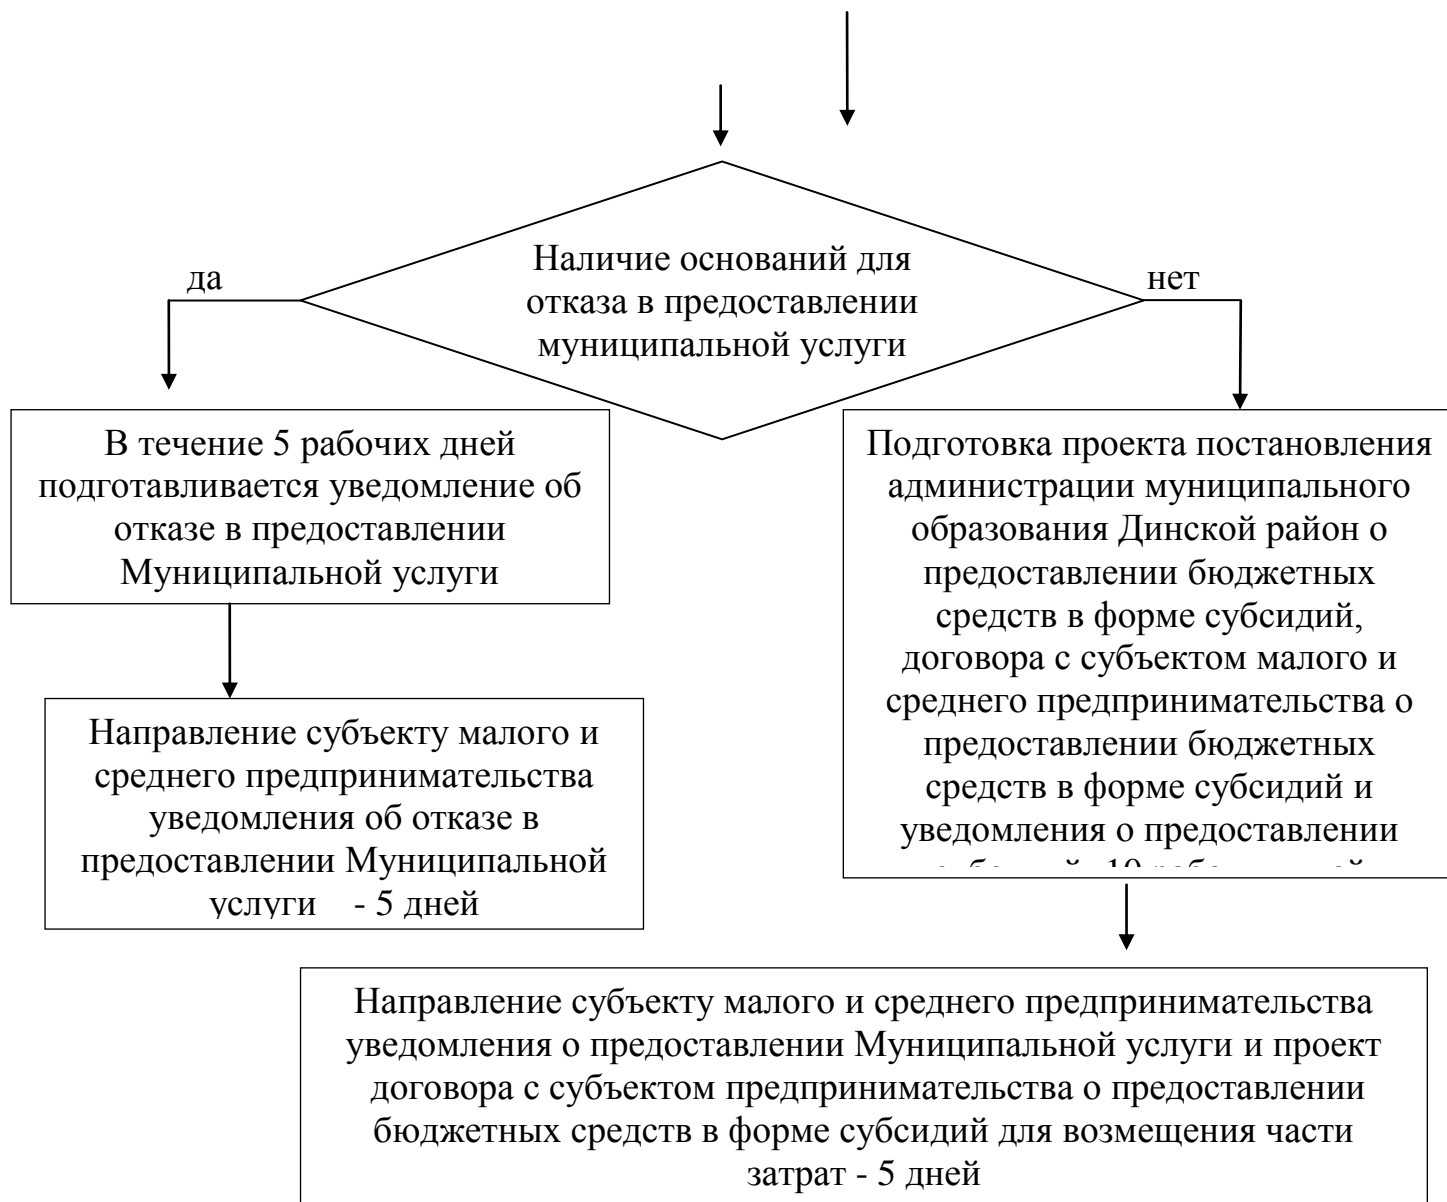 Наличие оснований для
отказа в предоставлении
муниципальной услуги
да
нет
В течение 5 рабочих дней
подготавливается уведомление об
отказе в предоставлении
Муниципальной услуги
Подготовка проекта постановления
администрации муниципального
образования Динской район о
предоставлении бюджетных
средств в форме субсидий,
договора с субъектом малого и
среднего предпринимательства о
предоставлении бюджетных
средств в форме субсидий и
уведомления о предоставлении
Направление субъекту малого и
среднего предпринимательства
уведомления об отказе в
предоставлении Муниципальной
услуги - 5 дней
Направление субъекту малого и среднего предпринимательства
уведомления о предоставлении Муниципальной услуги и проект
договора с субъектом предпринимательства о предоставлении
бюджетных средств в форме субсидий для возмещения части
затрат - 5 дней